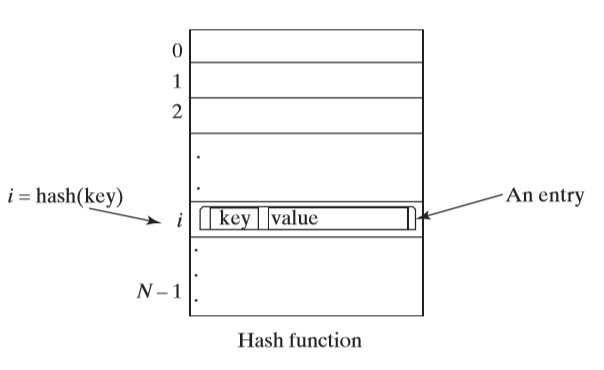 0
1
2
.
.
i = hash(key)
i
key
value
An entry
.
.
N – 1
.
Hash function